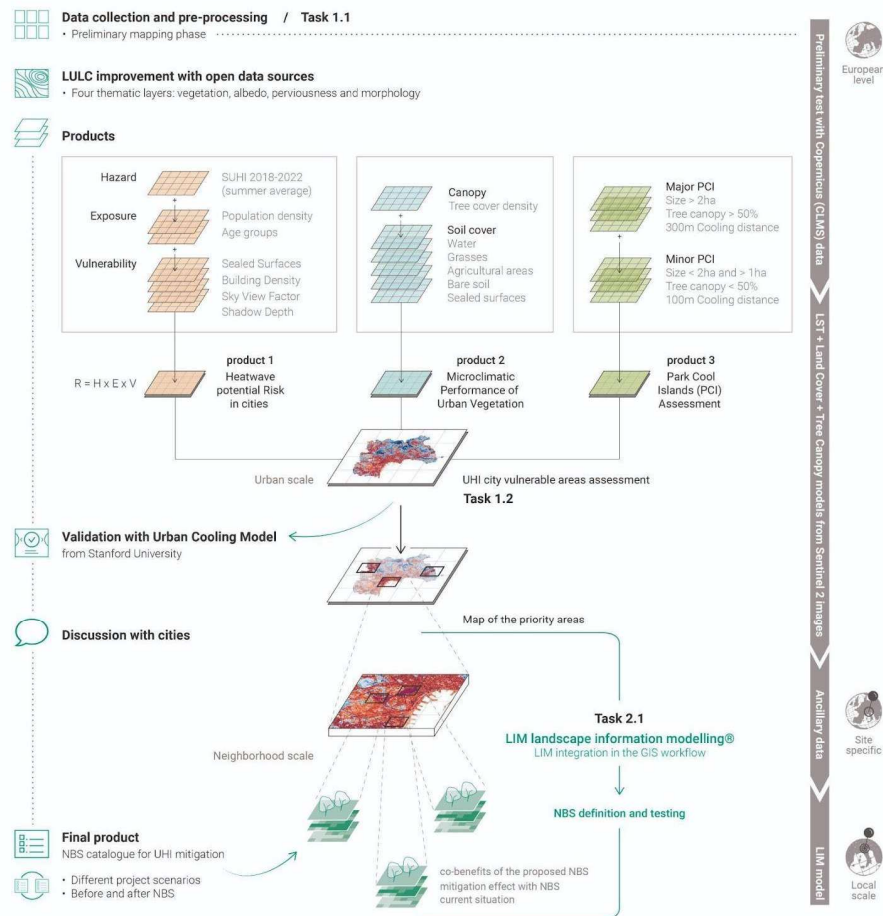 Data collection and pre-processing / Task 1.1
• Preliminary mapping phase
LULC improvement with open data sources
• Four thematic layers: vegetation, albedo, perviousness and morphology
Products
Hazard
SUHI 2018-2022
(summer average)
+
Exposure
Population density
Age groups
+
Vulnerability
Sealed Surfaces
Building Density
Sky View Factor
Shadow Depth
Canopy
Tree cover density
+
Soil cover
Water
Grasses
Agricultural areas
Bare soil
Sealed surfaces
Major PCI
Size > 2ha
Tree canopy > 50%
300m Cooling distance
+
Minor PCI
Size < 2ha and > 1ha
Tree canopy < 50%
100m Cooling distance
R = H x E x V
product 1
Heatwave
potential Risk
in cities
product 2
Microclimatic
Performance of
Urban Vegetation
product 3
Park Cool
Islands (PCI)
Assessment
Urban scale
UHI city vulnerable areas assessment
Task 1.2
Validation with Urban Cooling Model
from Stanford University
Discussion with cities
Map of the priority areas
Neighborhood scale
Task 2.1
LIM landscape information modelling®
LIM integration in the GIS workflow
NBS definition and testing
Final product
NBS catalogue for UHI mitigation
• Different project scenarios
• Before and after NBS
co-benefits of the proposed NBS
mitigation effect with NBS
current situation
Preliminary test with Copernicus (CLMS) data
LST + Land Cover + Tree Canopy models from Sentinel 2 images
Ancillary data
LIM model
European
level
Site
specific
Local
scale